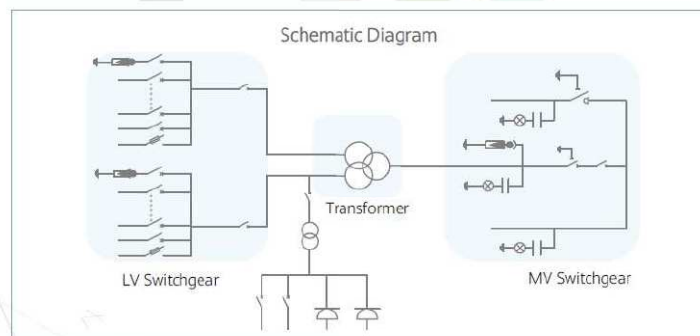 Schematic Diagram
Transformer
LV Switchgear
MV Switchgear